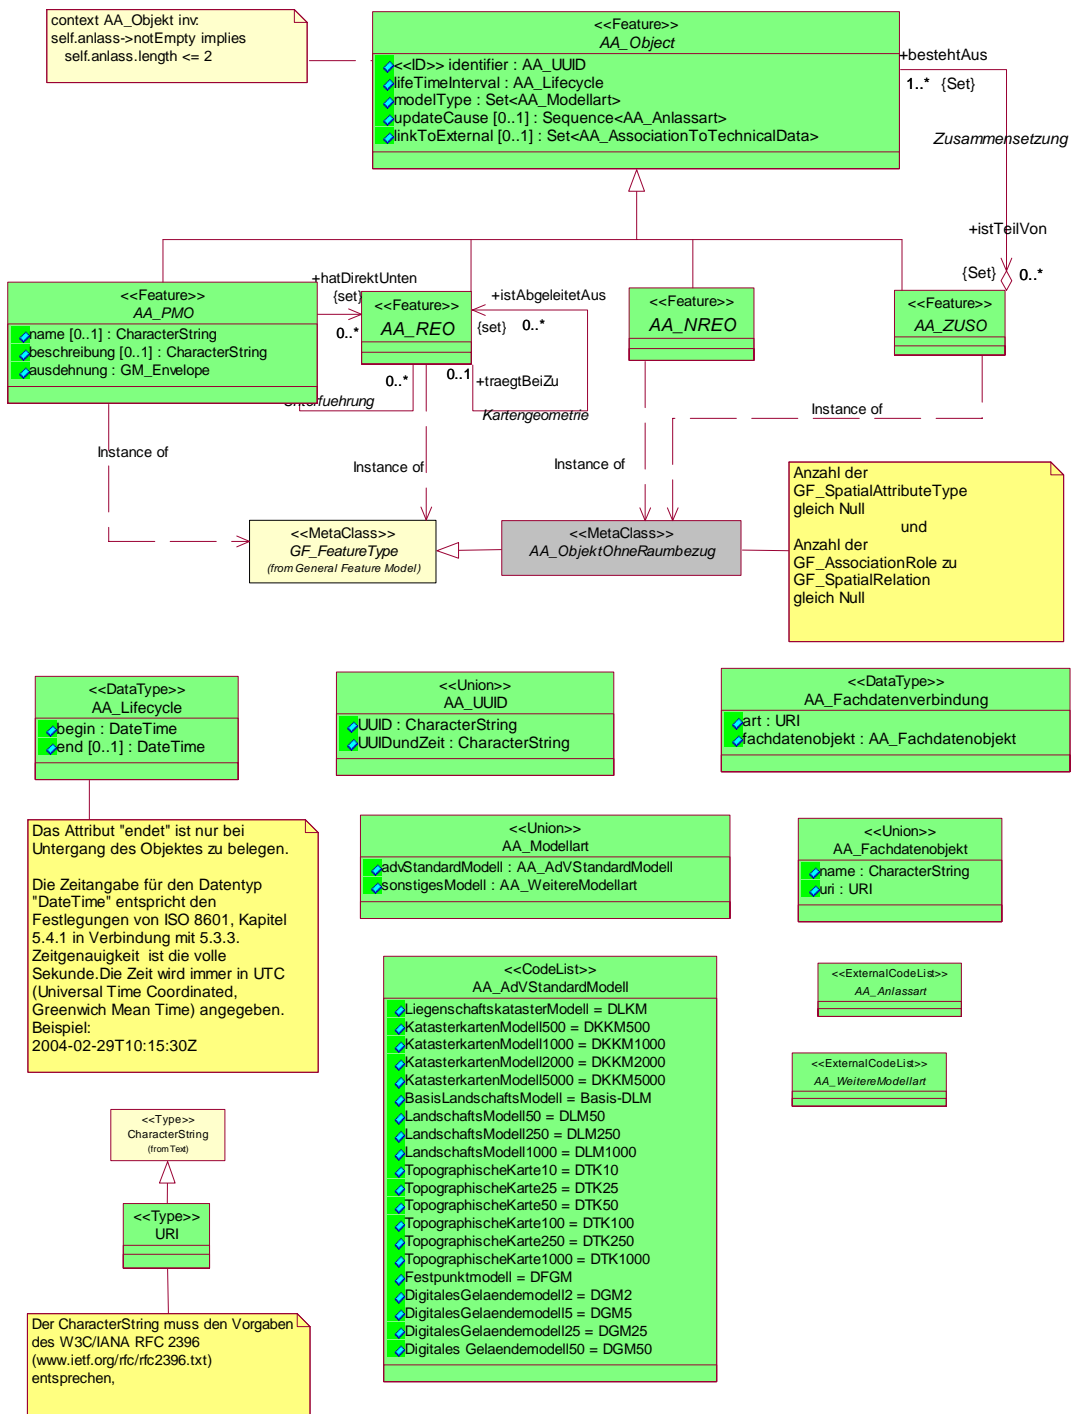 context AA_Objekt inv:
self.anlass->notEmpty implies
self.anlass.length <= 2
<<Feature>>
AA_Object
<<ID>> identifier : AA_UUID
lifeTimeInterval : AA_Lifecycle
modelType : Set<AA_Modellart>
updateCause [0..1] : Sequence<AA_Anlassart>
linkToExternal [0..1] : Set<AA_AssociationToTechnicalData>
+bestehtAus
1..* {Set}
Zusammensetzung
+istTeilVon
{Set} 0..*
<<Feature>>
AA_PMO
name [0..1] : CharacterString
beschreibung [0..1] : CharacterString
ausdehnung : GM_Envelope
+hatDirektUnten
{set}
0..*
<<Feature>>
AA_REO
+istAbgeleitetAus
{set} 0..*
0..*
0..1
+traegtBeiZu
Kartengeometrie
<<Feature>>
AA_NREO
<<Feature>>
AA_ZUSO
Instance of
Instance of
Instance of
Instance of
<<MetaClass>>
GF_FeatureType
(from General Feature Model)
<<MetaClass>>
AA_ObjektOhneRaumbezug
Anzahl der
GF_SpatialAttributeType
gleich Null
und
Anzahl der
GF_AssociationRole zu
GF_SpatialRelation
gleich Null
<<DataType>>
AA_Lifecycle
begin : DateTime
end [0..1] : DateTime
<<Union>>
AA_UUID
UUID : CharacterString
UUIDundZeit : CharacterString
<<DataType>>
AA_Fachdatenverbindung
art : URI
fachdatenobjekt : AA_Fachdatenobjekt
Das Attribut "endet" ist nur bei
Untergang des Objektes zu belegen.
Die Zeitangabe für den Datentyp
"DateTime" entspricht den
Festlegungen von ISO 8601, Kapitel
5.4.1 in Verbindung mit 5.3.3.
Zeitgenauigkeit ist die volle
Sekunde.Die Zeit wird immer in UTC
(Universal Time Coordinated,
Greenwich Mean Time) angegeben.
Beispiel:
2004-02-29T10:15:30Z
<<Union>>
AA_Modellart
advStandardModell : AA_AdVStandardModell
sonstigesModell : AA_WeitereModellart
<<Union>>
AA_Fachdatenobjekt
name : CharacterString
uri : URI
<<CodeList>>
AA_AdVStandardModell
LiegenschaftskatasterModell = DLKM
KatasterkartenModell500 = DKKM500
KatasterkartenModell1000 = DKKM1000
KatasterkartenModell2000 = DKKM2000
KatasterkartenModell5000 = DKKM5000
BasisLandschaftsModell = Basis-DLM
LandschaftsModell50 = DLM50
LandschaftsModell250 = DLM250
LandschaftsModell1000 = DLM1000
TopographischeKarte10 = DTK10
TopographischeKarte25 = DTK25
TopographischeKarte50 = DTK50
TopographischeKarte100 = DTK100
TopographischeKarte250 = DTK250
TopographischeKarte1000 = DTK1000
Festpunktmodell = DFGM
DigitalesGelaendemodell2 = DGM2
DigitalesGelaendemodell5 = DGM5
DigitalesGelaendemodell25 = DGM25
Digitales Gelaendemodell50 = DGM50
<<ExternalCodeList>>
AA_Anlassart
<<ExternalCodeList>>
AA_WeitereModellart
<<Type>>
CharacterString
(from Text)
<<Type>>
URI
Der CharacterString muss den Vorgaben
des W3C/IANA RFC 2396
(www.ietf.org/rfc/rfc2396.txt)
entsprechen,